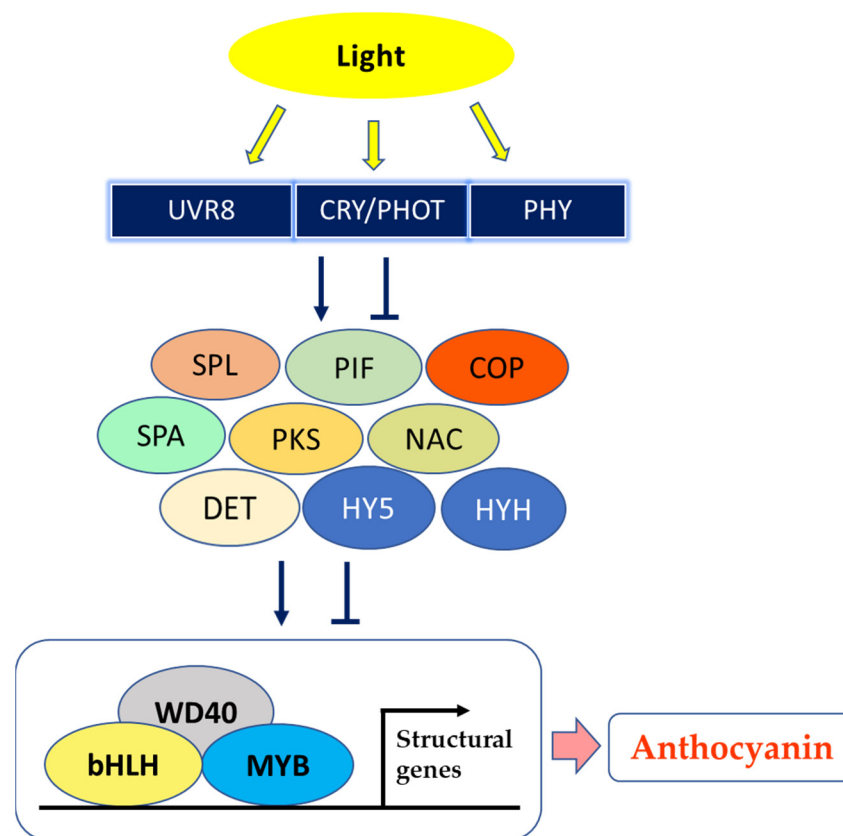 Light
UVR8 CRY/PHOT PHY
SPL PIF COP
SPA PKS NAC
DET HY5 HYH
WD40
bHLH MYB
Structural
genes
Anthocyanin